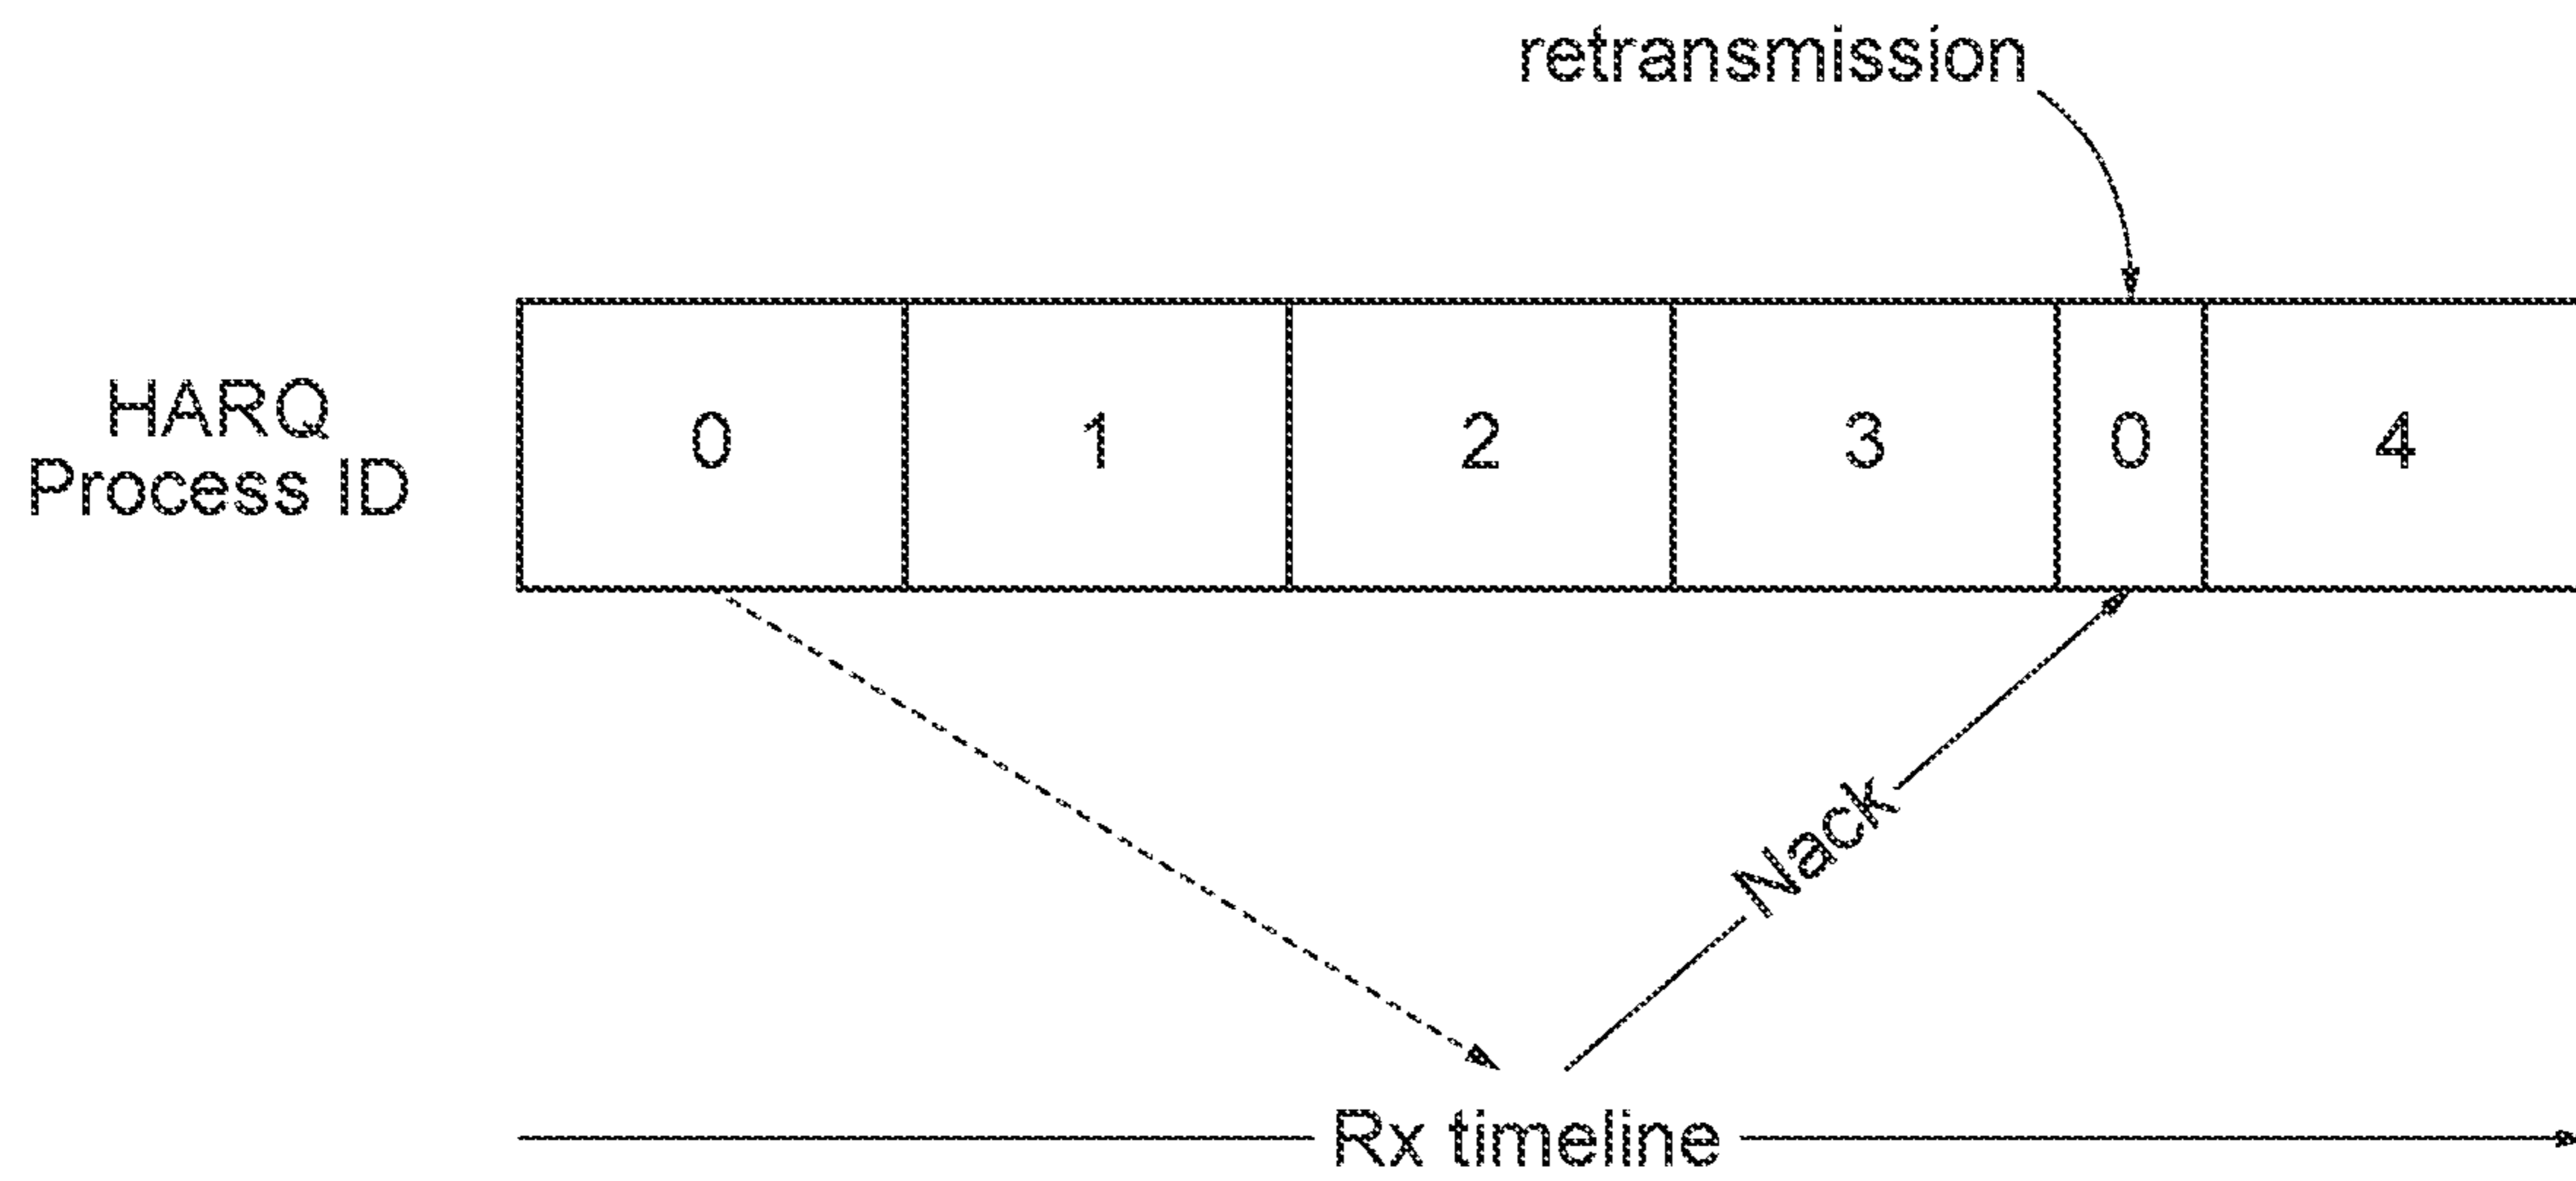 retransmission
HARQ
Process ID
0 1 2 3 0 4
Nack
Rx timeline